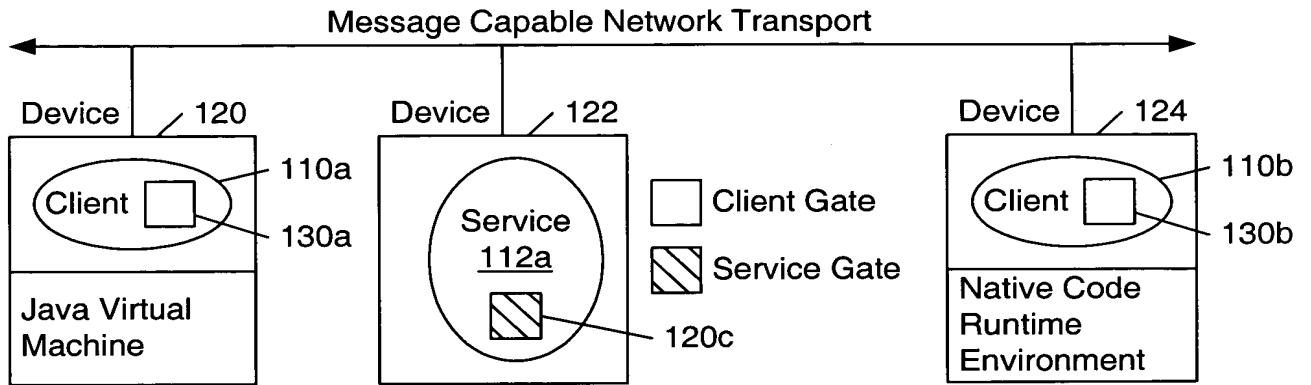 Message Capable Network Transport
Device 120
Device 122
Device 124
Client
110a
130a
Java Virtual
Machine
Service
112a
120c
Client Gate
Service Gate
Client
110b
130b
Native Code
Runtime
Environment